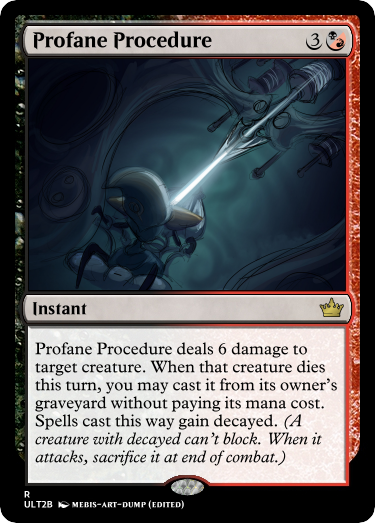 Profane Procedure 3
Instant
Profane Procedure deals 6 damage to
target creature. When that creature dies
this turn, you may cast it from its owner's
graveyard without paying its mana cost.
Spells cast this way gain decayed. (A
creature with decayed can't block. When it
attacks, sacrifice it at end of combat.)
R
ULT2B MEBIS-ART-DUMP (EDITED)